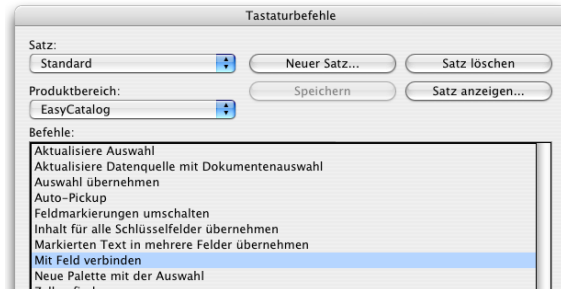 Tastaturbefehle
Satz:
Standard
Neuer Satz...
Satz löschen
Produktbereich:
Speichern
Satz anzeigen...
EasyCatalog
Befehle:
Aktualisiere Auswahl
Aktualisiere Datenquelle mit Dokumentenauswahl
Auswahl übernehmen
Auto-Pickup
Feldmarkierungen umschalten
Inhalt für alle Schlüsselfelder übernehmen
Markierten Text in mehrere Felder übernehmen
Mit Feld verbinden
Neue Palette mit der Auswahl